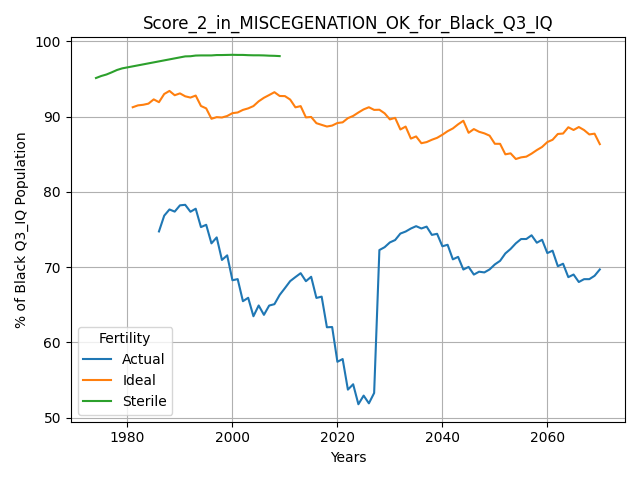 Score_2_in_MISCEGENATION_OK_for_Black_Q3_IQ
% of Black Q3_IQ Population
100
90
80
70
60
50
Fertility
Actual
Ideal
Sterile
1980
2000
2020
2040
2060
Years